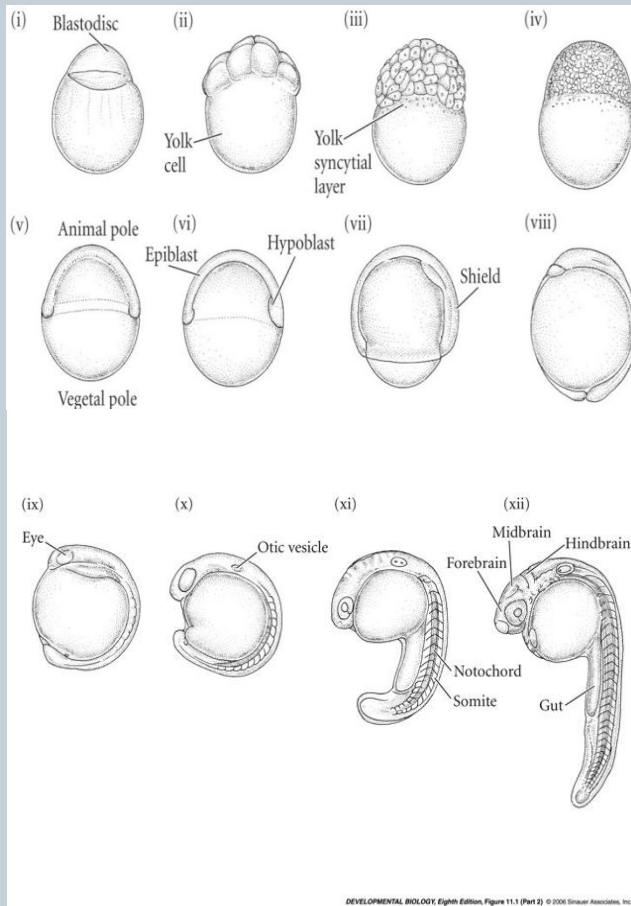 (i)
Blastodisc
(ii)
Yolk
cell
(iii)
Yolk
syncytial
layer
(iv)
(v)
Animal pole
Vegetal pole
(vi)
Epiblast
Hypoblast
(vii)
Shield
(viii)
(ix)
Eye
(x)
Otic vesicle
(xi)
Notochord
Somite
(xii)
Midbrain
Hindbrain
Forebrain
Gut
DEVELOPMENTAL BIOLOGY, Eighth Edition, Figure 11.1 (Part 2) © 2006 Sinauer Associates, Inc